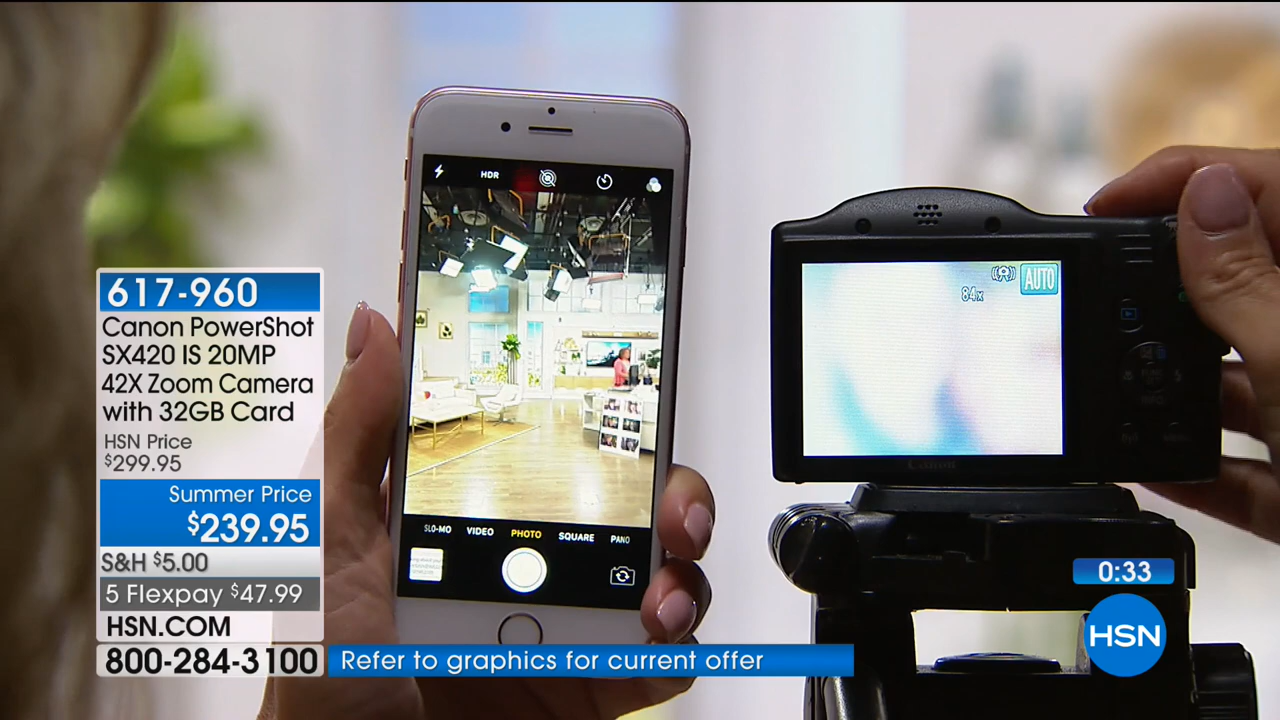 617-960
Canon PowerShot
SX420 IS 20MP
42X Zoom Camera
with 32GB Card
HSN Price
$299.95
Summer Price
$239.95
S&H $5.00
5 Flexpay $47.99
HSN.COM
800-284-3100
Refer to graphics for current offer
HDR
SLO-MO VIDEO PHOTO SQUARE PANO
AUTO
84x
Canon
0:33
HSN